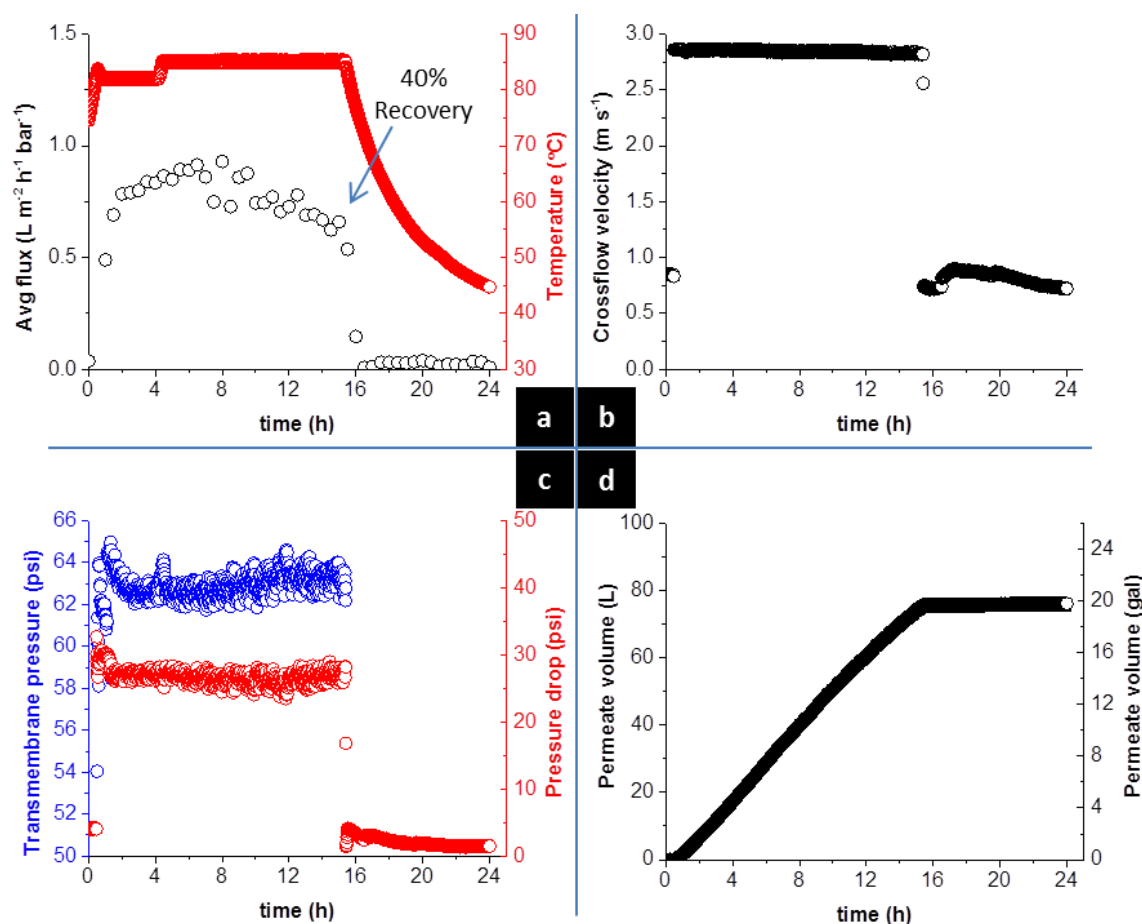 1.5
1.0
0.5
0.0
Avg flux (L m⁻² h⁻¹ bar⁻¹)
90
80
70
60
50
40
30
Temperature (°C)
40%
Recovery
0 4 8 12 16 20 24
time (h)
3.0
2.5
2.0
1.5
1.0
0.5
0.0
Crossflow velocity (m s⁻¹)
0 4 8 12 16 20 24
time (h)
a b
c d
66
64
62
60
58
56
54
52
50
Transmembrane pressure (psi)
50
40
30
20
10
0
Pressure drop (psi)
0 4 8 12 16 20 24
time (h)
100
80
60
40
20
0
Permeate volume (L)
24
20
16
12
8
4
0
Permeate volume (gal)
0 4 8 12 16 20 24
time (h)